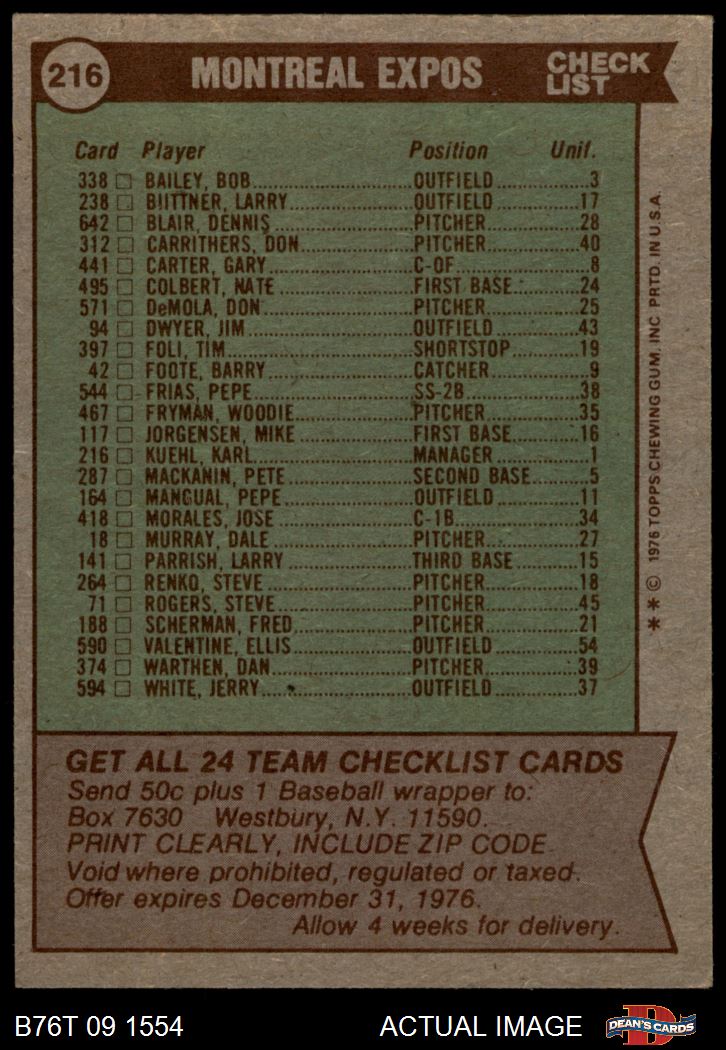 216 MONTREAL EXPOS CHECK LIST
Card Player Position Unif.
338 BAILEY, BOB OUTFIELD 3
238 BIITTNER, LARRY OUTFIELD 17
642 BLAIR, DENNIS PITCHER 28
312 CARRITHERS, DON PITCHER 40
441 CARTER, GARY C-OF 8
495 COLBERT, NATE FIRST BASE 24
571 DeMOLA, DON PITCHER 25
94 DWYER, JIM OUTFIELD 43
397 FOLI, TIM SHORTSTOP 19
42 FOOTE, BARRY CATCHER 9
544 FRIAS, PEPE SS-2B 38
467 FRYMAN, WOODIE PITCHER 35
117 JORGENSEN, MIKE FIRST BASE 16
216 KUEHL, KARL MANAGER 1
287 MACKANIN, PETE SECOND BASE 5
164 MANGUAL, PEPE OUTFIELD 11
418 MORALES, JOSE C-1B 34
18 MURRAY, DALE PITCHER 27
141 PARRISH, LARRY THIRD BASE 15
264 RENKO, STEVE PITCHER 18
71 ROGERS, STEVE PITCHER 45
188 SCHERMAN, FRED PITCHER 21
590 VALENTINE, ELLIS OUTFIELD 54
374 WARTHEN, DAN PITCHER 39
594 WHITE, JERRY OUTFIELD 37
* * © 1976 TOPPS CHEWING GUM, INC. PRTD. IN U.S.A.
GET ALL 24 TEAM CHECKLIST CARDS
Send 50c plus 1 Baseball wrapper to:
Box 7630 Westbury, N.Y. 11590.
PRINT CLEARLY, INCLUDE ZIP CODE.
Void where prohibited, regulated or taxed.
Offer expires December 31, 1976.
Allow 4 weeks for delivery.
B76T 09 1554 ACTUAL IMAGE D DEAN'S CARDS